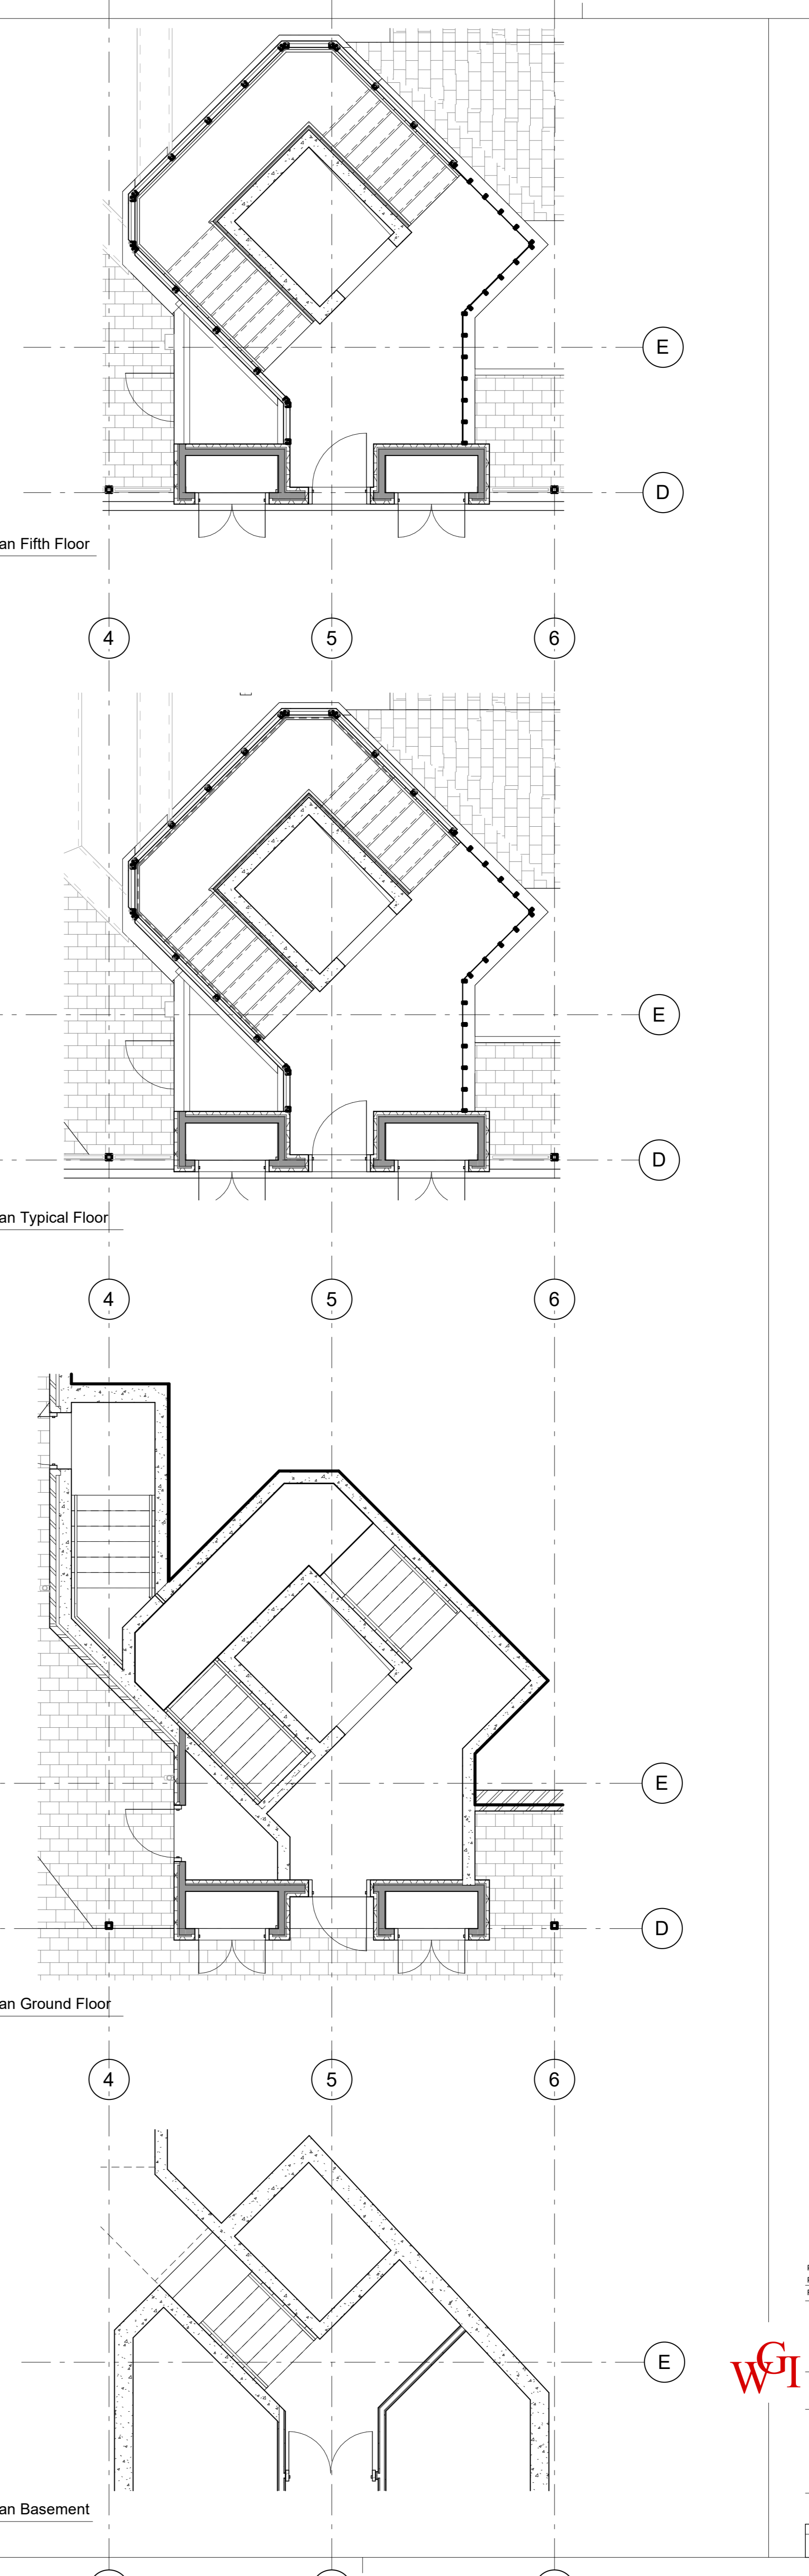 E
D
an Fifth Floor
4 5 6
E
D
an Typical Floor
4 5 6
E
D
an Ground Floor
4 5 6
E
WGI
an Basement